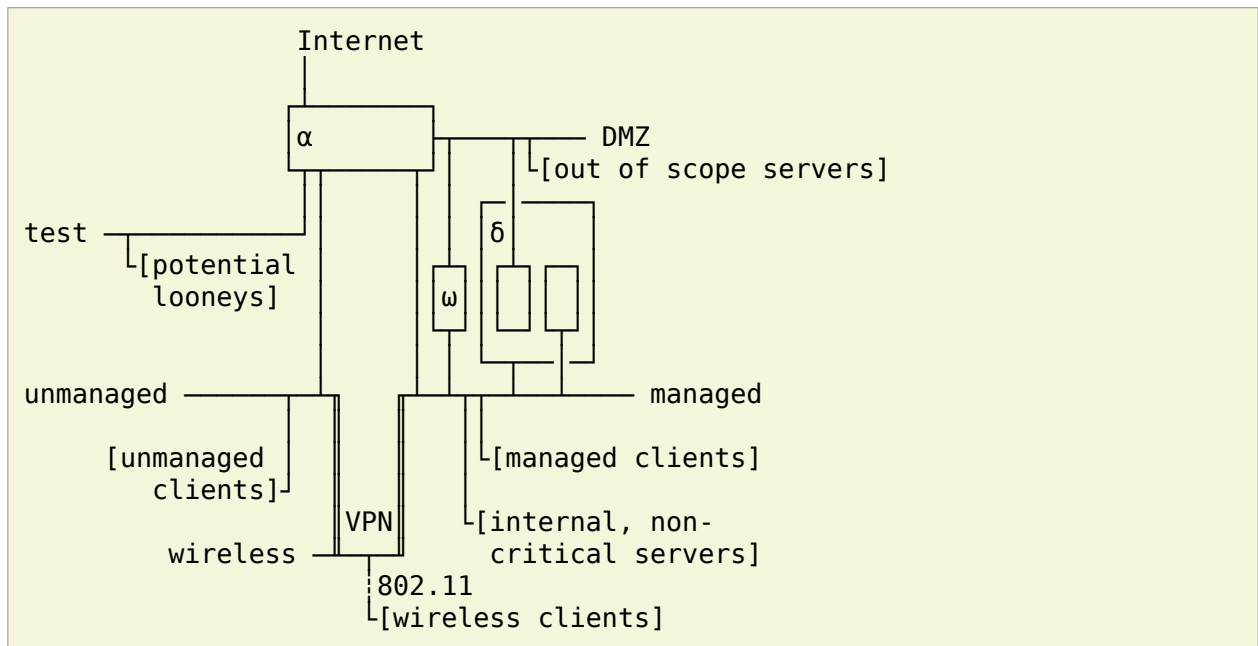 Internet
α
DMZ
[out of scope servers]
test
δ
[potential
looneys]
ω
unmanaged
managed
[unmanaged
clients]
[managed clients]
VPN
[internal, non-
critical servers]
wireless
802.11
[wireless clients]